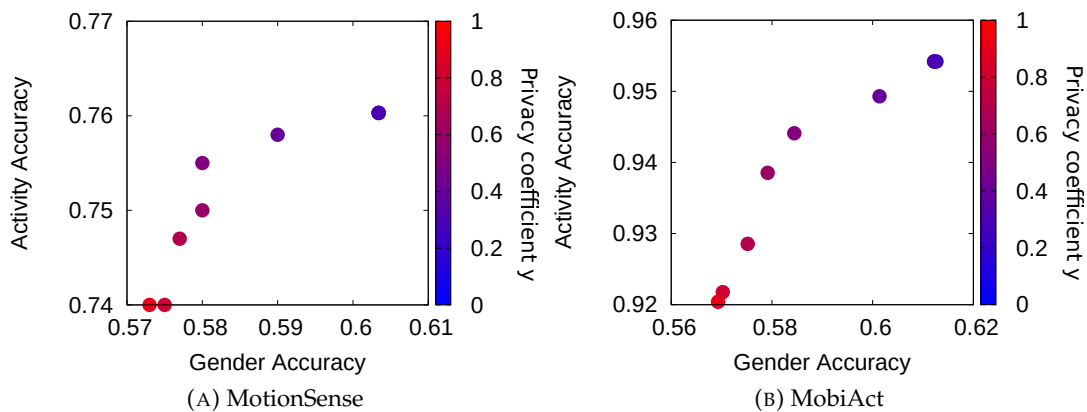 0.77
0.76
0.75
0.74
Activity Accuracy
0.57 0.58 0.59 0.6 0.61
Gender Accuracy
1
0.8
0.6
0.4
0.2
0
Privacy coefficient y
(A) MotionSense
0.96
0.95
0.94
0.93
0.92
Activity Accuracy
0.56 0.58 0.6 0.62
Gender Accuracy
1
0.8
0.6
0.4
0.2
0
Privacy coefficient y
(B) MobiAct